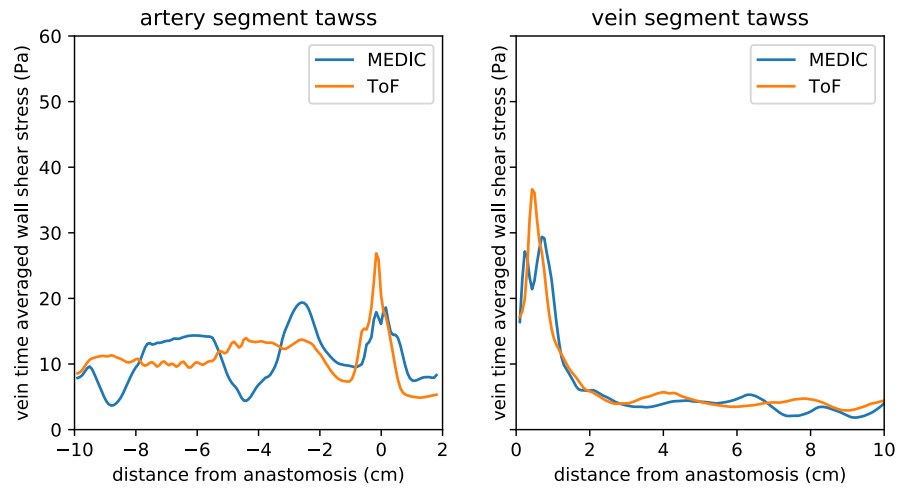 artery segment tawss
vein time averaged wall shear stress (Pa)
60
50
40
30
20
10
0
−10
−8
−6
−4
−2
0
2
distance from anastomosis (cm)
MEDIC
ToF
vein segment tawss
vein time averaged wall shear stress (Pa)
0
2
4
6
8
10
distance from anastomosis (cm)
MEDIC
ToF